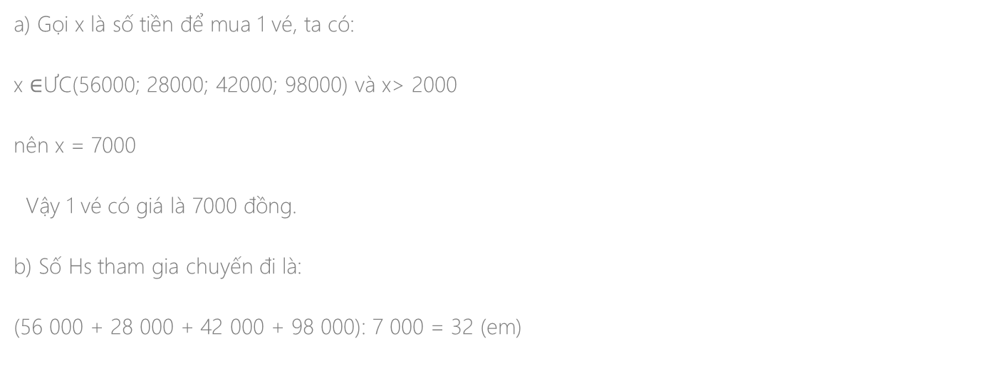 a) Gọi x là số tiền để mua 1 vé, ta có:
x ∈ƯC(56000; 28000; 42000; 98000) và x> 2000
nên x = 7000
Vậy 1 vé có giá là 7000 đồng.
b) Số Hs tham gia chuyến đi là:
(56 000 + 28 000 + 42 000 + 98 000): 7 000 = 32 (em)